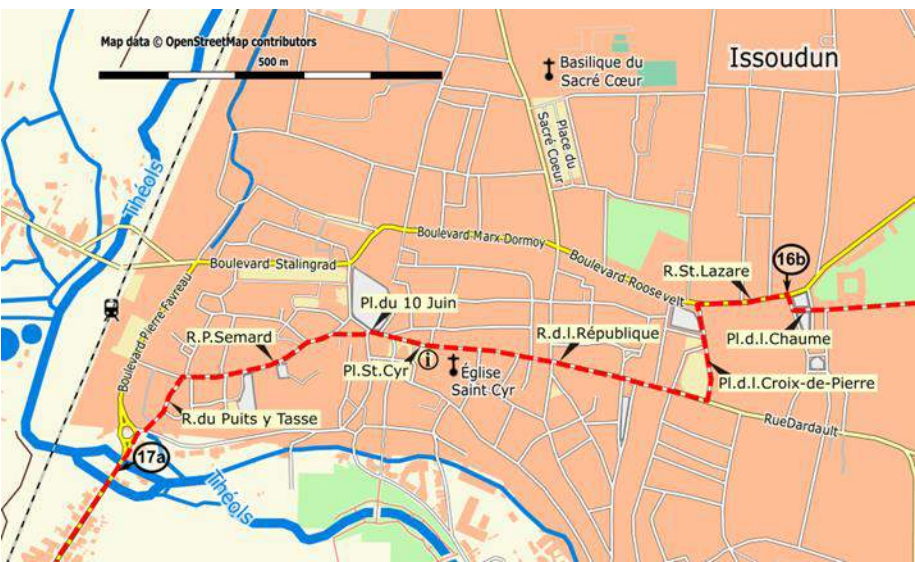 Map data © OpenStreetMap contributors
500 m
Issoudun
Basilique du
Sacré Cœur
Place du
Sacré Coeur
Théols
Boulevard Marx Dormoy
Boulevard Stalingrad
Boulevard Roosevelt
R.St.Lazare
16b
Pl.du 10 Juin
Boulevard Pierre Favreau
R.P.Semard
R.d.l.République
Pl.d.l.Chaume
Pl.St.Cyr
i
Église
Saint Cyr
Pl.d.l.Croix-de-Pierre
R.du Puits y Tasse
RueDardault
17a
Théols